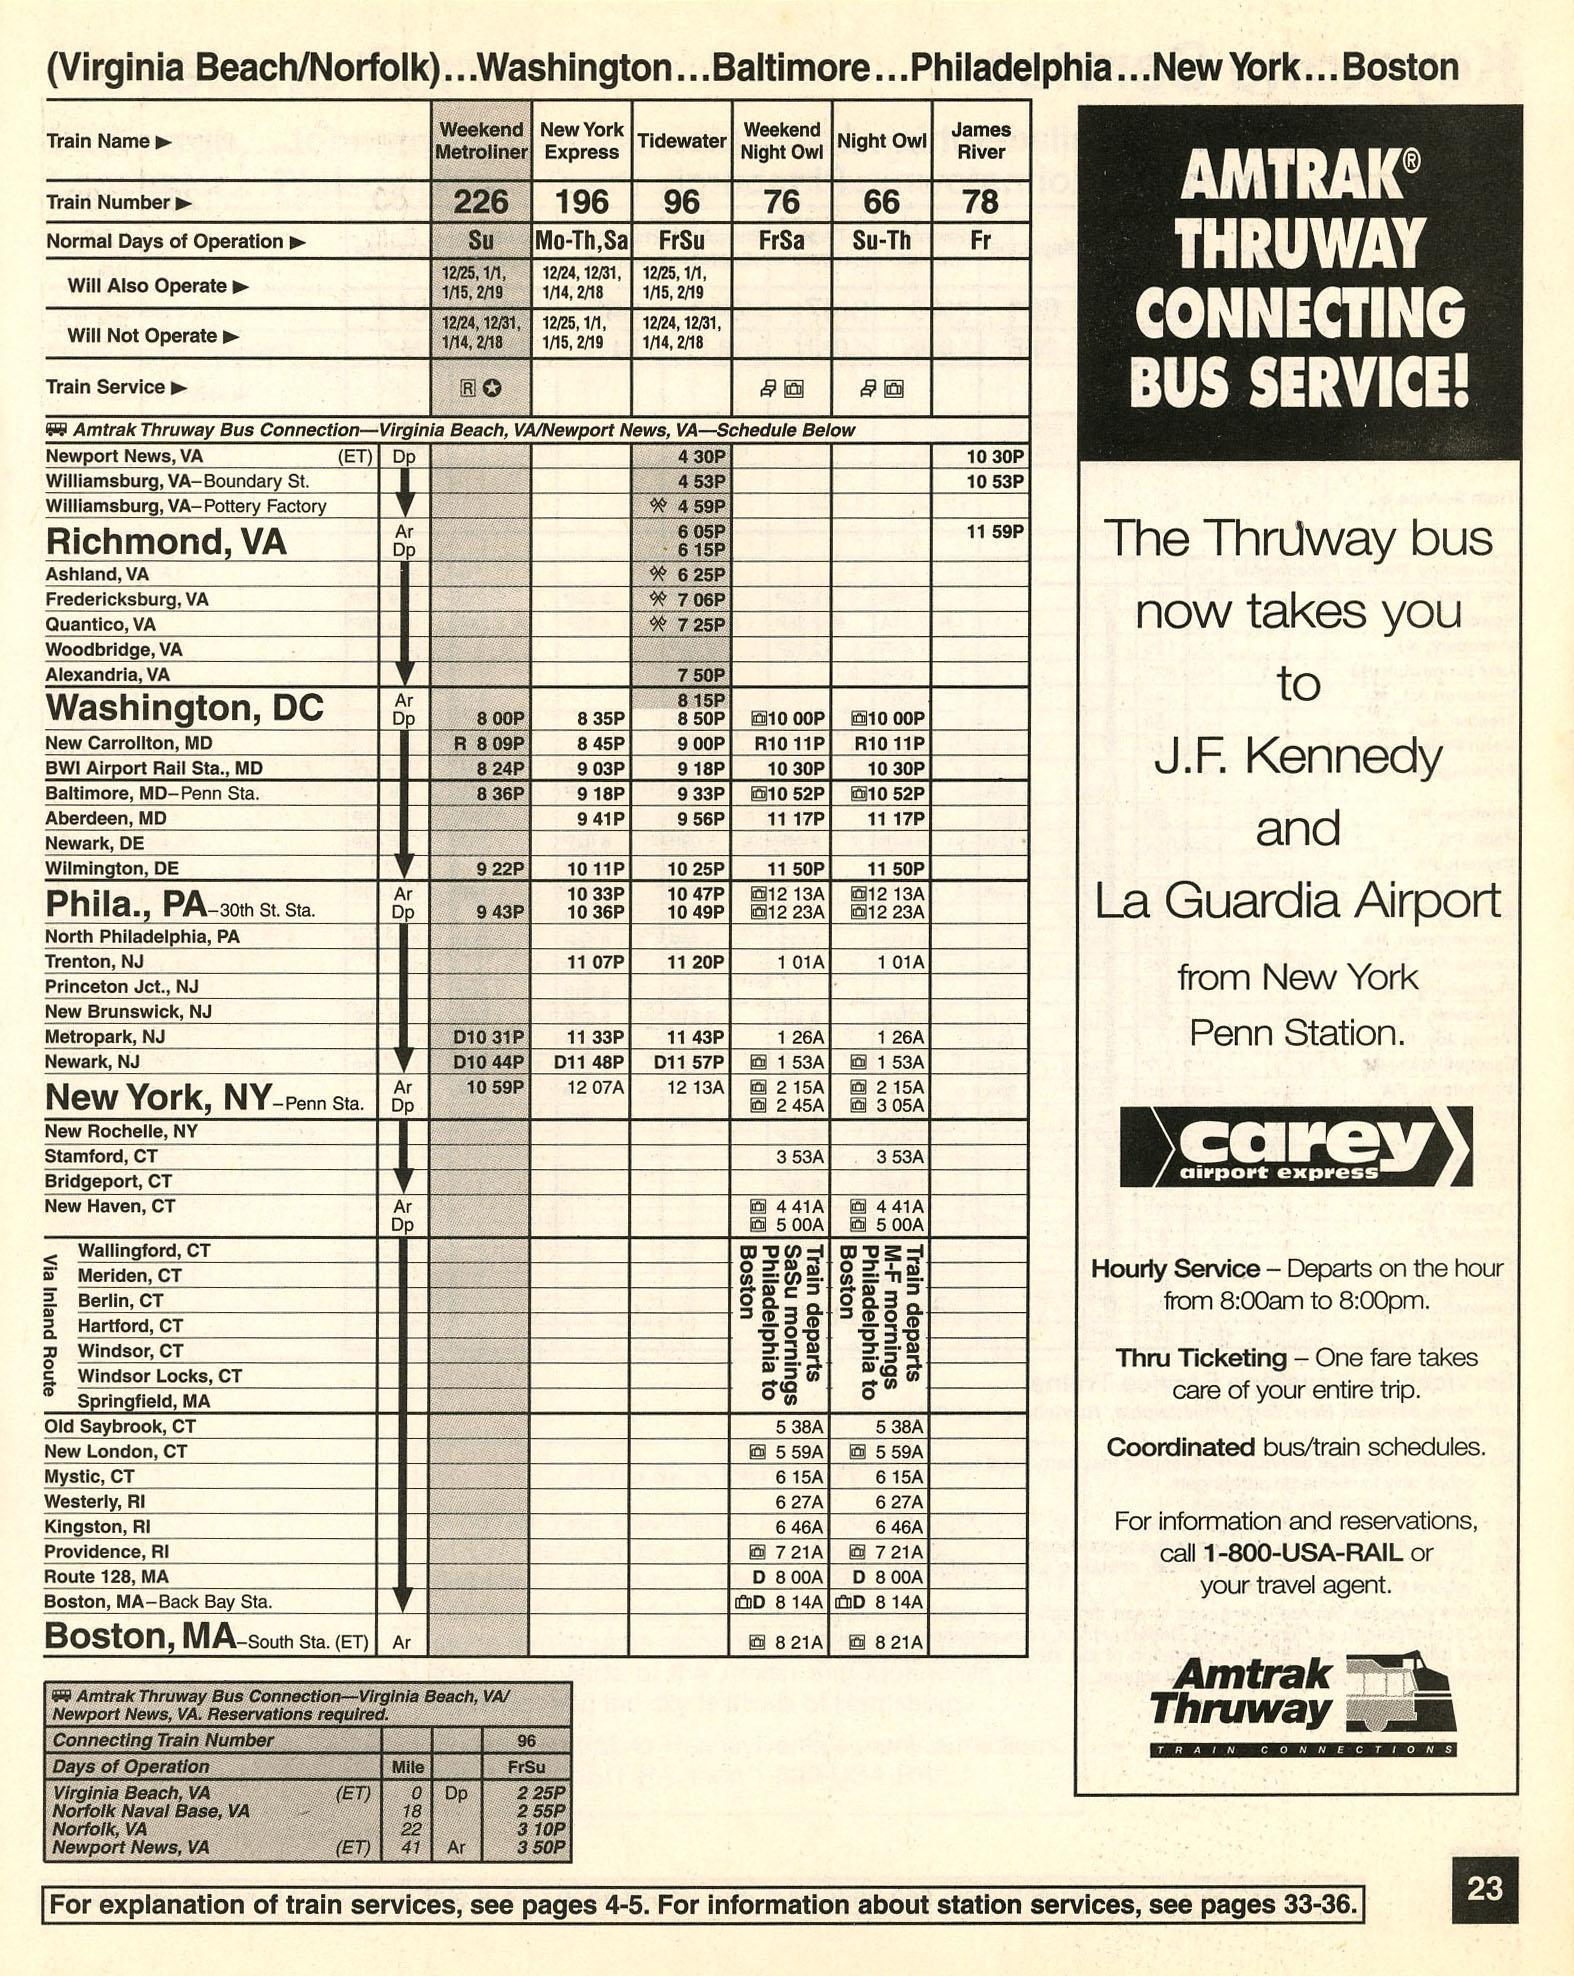 (Virginia Beach/Norfolk)...Washington...Baltimore...Philadelphia...New York...Boston
Train Name ► Weekend Metroliner New York Express Tidewater Weekend Night Owl Night Owl James River
Train Number ► 226 196 96 76 66 78
Normal Days of Operation ► Su Mo-Th,Sa FrSu FrSa Su-Th Fr
Will Also Operate ► 12/25, 1/1, 1/15, 2/19 12/24, 12/31, 1/14, 2/18 12/25, 1/1, 1/15, 2/19
Will Not Operate ► 12/24, 12/31, 1/14, 2/18 12/25, 1/1, 1/15, 2/19 12/24, 12/31, 1/14, 2/18
Train Service ► R
Amtrak Thruway Bus Connection—Virginia Beach, VA/Newport News, VA—Schedule Below
Newport News, VA (ET) Dp 4 30P 10 30P
Williamsburg, VA–Boundary St. 4 53P 10 53P
Williamsburg, VA–Pottery Factory 4 59P
Richmond, VA Ar 6 05P 11 59P
Dp 6 15P
Ashland, VA 6 25P
Fredericksburg, VA 7 06P
Quantico, VA 7 25P
Woodbridge, VA
Alexandria, VA 7 50P
Washington, DC Ar 8 15P
Dp 8 00P 8 35P 8 50P 10 00P 10 00P
New Carrollton, MD R 8 09P 8 45P 9 00P R10 11P R10 11P
BWI Airport Rail Sta., MD 8 24P 9 03P 9 18P 10 30P 10 30P
Baltimore, MD–Penn Sta. 8 36P 9 18P 9 33P 10 52P 10 52P
Aberdeen, MD 9 41P 9 56P 11 17P 11 17P
Newark, DE
Wilmington, DE 9 22P 10 11P 10 25P 11 50P 11 50P
Phila., PA–30th St. Sta. Ar 10 33P 10 47P 12 13A 12 13A
Dp 9 43P 10 36P 10 49P 12 23A 12 23A
North Philadelphia, PA
Trenton, NJ 11 07P 11 20P 1 01A 1 01A
Princeton Jct., NJ
New Brunswick, NJ
Metropark, NJ D10 31P 11 33P 11 43P 1 26A 1 26A
Newark, NJ D10 44P D11 48P D11 57P 1 53A 1 53A
New York, NY–Penn Sta. Ar 10 59P 12 07A 12 13A 2 15A 2 15A
Dp 2 45A 3 05A
New Rochelle, NY
Stamford, CT 3 53A 3 53A
Bridgeport, CT
New Haven, CT Ar 4 41A 4 41A
Dp 5 00A 5 00A
Via Inland Route
Wallingford, CT
Meriden, CT
Berlin, CT
Hartford, CT
Windsor, CT
Windsor Locks, CT
Springfield, MA
Train departs
SaSu mornings
Philadelphia to
Boston
Train departs
M-F mornings
Philadelphia to
Boston
Old Saybrook, CT 5 38A 5 38A
New London, CT 5 59A 5 59A
Mystic, CT 6 15A 6 15A
Westerly, RI 6 27A 6 27A
Kingston, RI 6 46A 6 46A
Providence, RI 7 21A 7 21A
Route 128, MA D 8 00A D 8 00A
Boston, MA–Back Bay Sta. D 8 14A D 8 14A
Boston, MA–South Sta. (ET) Ar 8 21A 8 21A
Amtrak Thruway Bus Connection—Virginia Beach, VA/
Newport News, VA. Reservations required.
Connecting Train Number 96
Days of Operation Mile FrSu
Virginia Beach, VA (ET) 0 Dp 2 25P
Norfolk Naval Base, VA 18 2 55P
Norfolk, VA 22 3 10P
Newport News, VA (ET) 41 Ar 3 50P
AMTRAK®
THRUWAY
CONNECTING
BUS SERVICE!
The Thruway bus
now takes you
to
J.F. Kennedy
and
La Guardia Airport
from New York
Penn Station.
carey
airport express
Hourly Service – Departs on the hour
from 8:00am to 8:00pm.
Thru Ticketing – One fare takes
care of your entire trip.
Coordinated bus/train schedules.
For information and reservations,
call 1-800-USA-RAIL or
your travel agent.
Amtrak
Thruway
TRAIN CONNECTIONS
For explanation of train services, see pages 4-5. For information about station services, see pages 33-36.
23